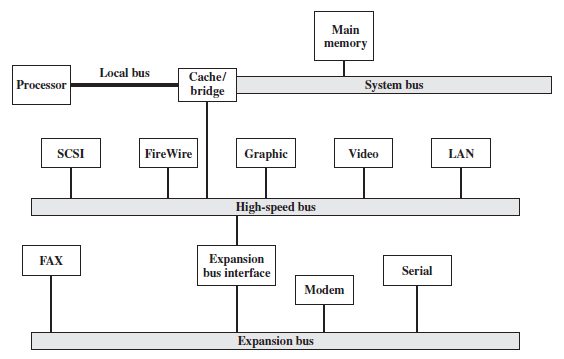 Main
memory
Local bus
Cache/
bridge
Processor
System bus
SCSI
FireWire
Graphic
Video
LAN
High-speed bus
FAX
Expansion
bus interface
Serial
Modem
Expansion bus